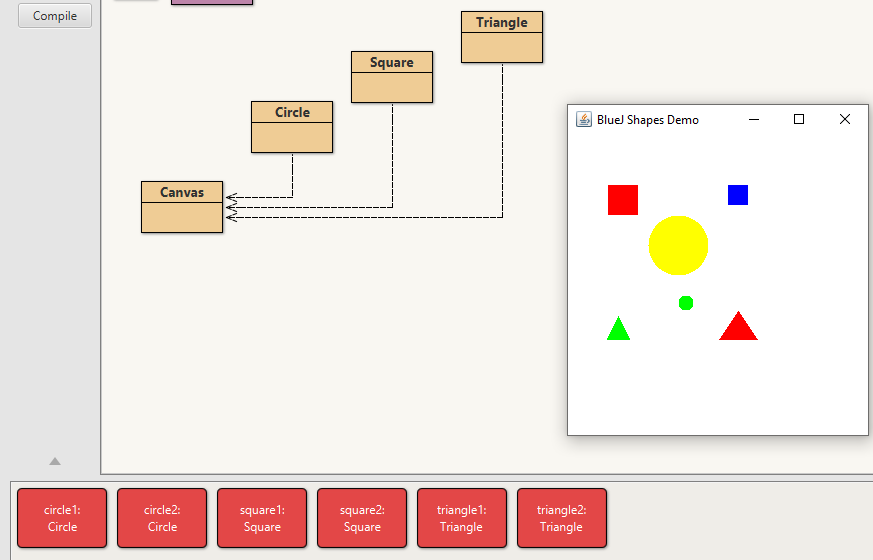 Compile
Triangle
Square
Circle
Canvas
BlueJ Shapes Demo
circle1:
Circle
circle2:
Circle
square1:
Square
square2:
Square
triangle1:
Triangle
triangle2:
Triangle